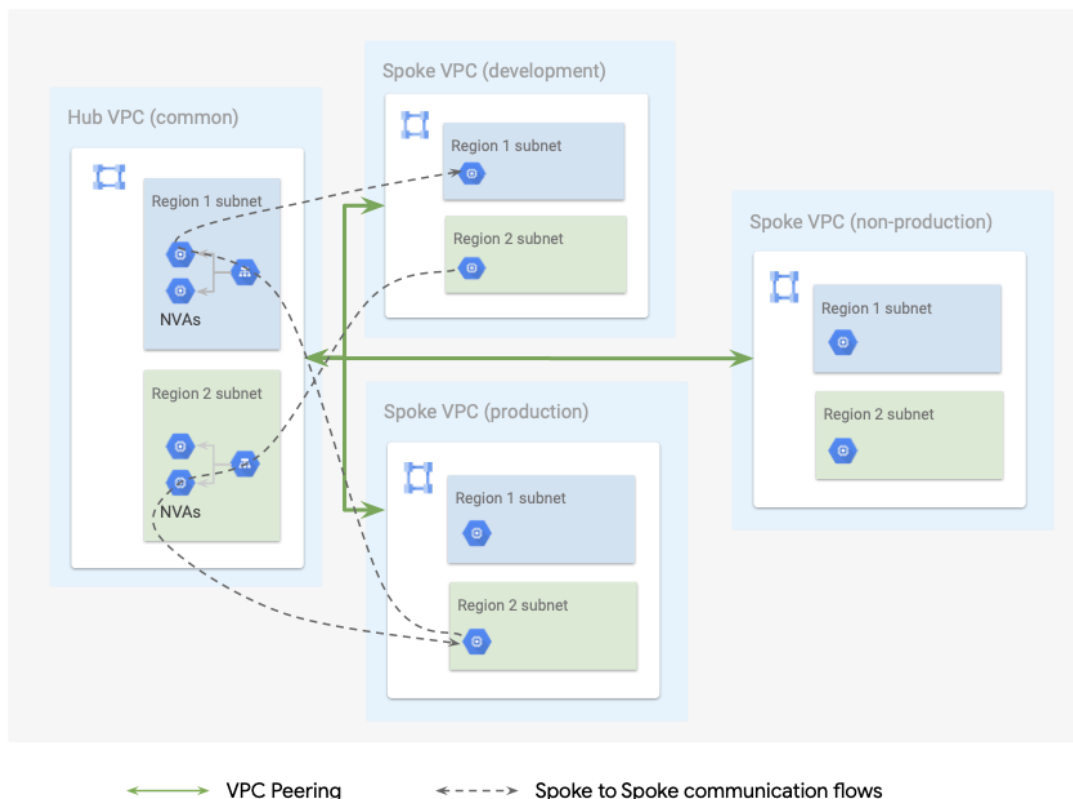 Hub VPC (common)
Region 1 subnet
NVAs
Region 2 subnet
NVAs
Spoke VPC (development)
Region 1 subnet
Region 2 subnet
Spoke VPC (production)
Region 1 subnet
Region 2 subnet
Spoke VPC (non-production)
Region 1 subnet
Region 2 subnet
VPC Peering
Spoke to Spoke communication flows